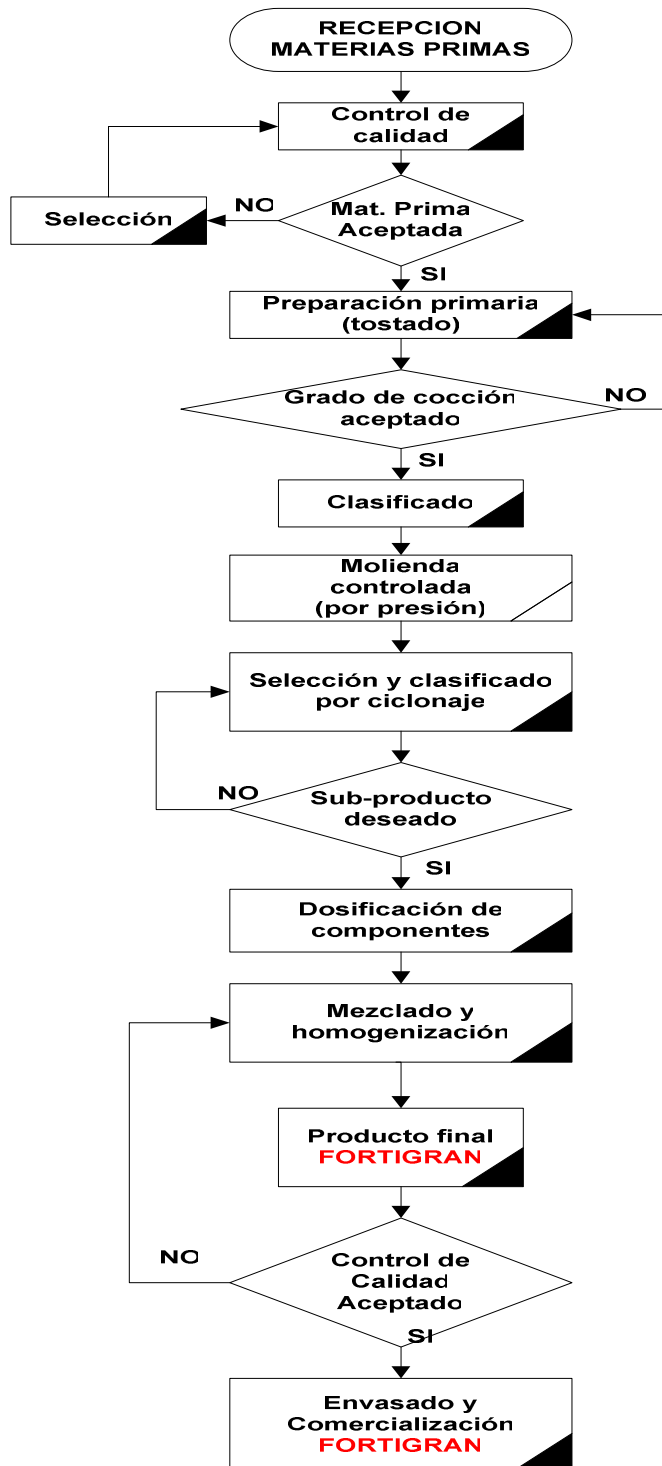 RECEPCION
MATERIAS PRIMAS
Control de
calidad
NO
Mat. Prima
Aceptada
Selección
SI
Preparación primaria
(tostado)
Grado de cocción
aceptado
NO
SI
Clasificado
Molienda
controlada
(por presión)
Selección y clasificado
por ciclonaje
NO
Sub-producto
deseado
SI
Dosificación de
componentes
Mezclado y
homogenización
Producto final
FORTIGRAN
NO
Control de
Calidad
Aceptado
SI
Envasado y
Comercialización
FORTIGRAN